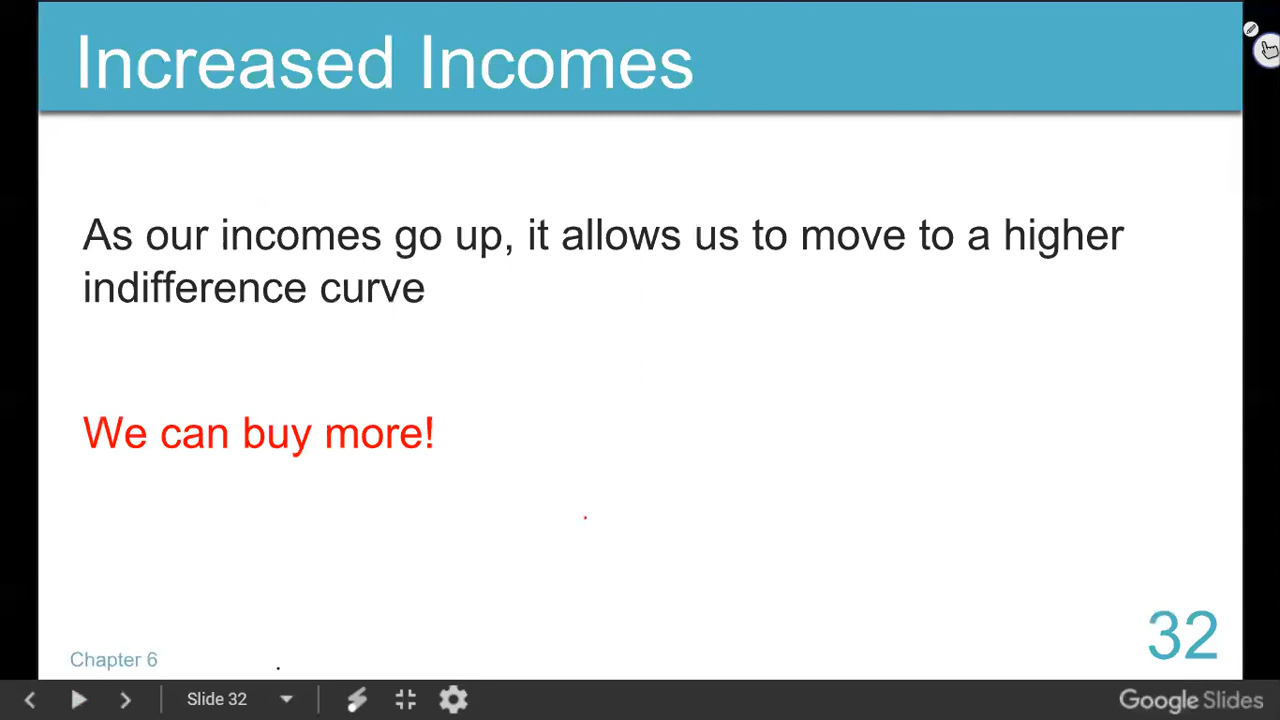 Increased Incomes
As our incomes go up, it allows us to move to a higher
indifference curve
We can buy more!
32
Chapter 6
Slide 32
Google Slides